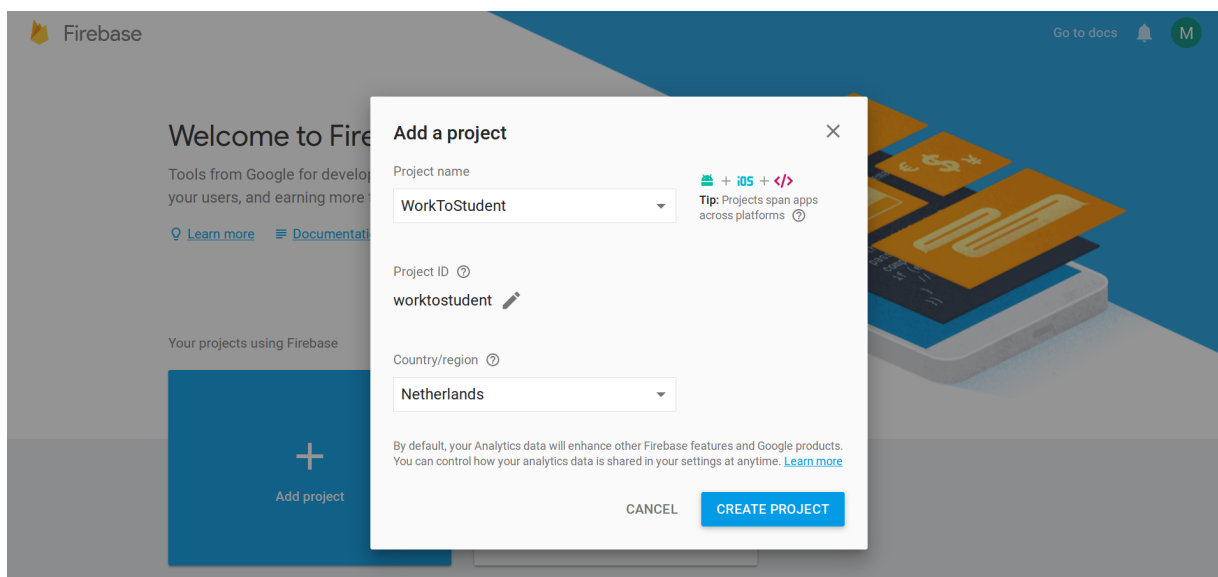 Firebase
Go to docs
M
Welcome to Fire
Tools from Google for develop
your users, and earning more
Learn more
Documentati
Your projects using Firebase
Add project
Add a project
Project name
WorkToStudent
+ iOS + </>
Tip: Projects span apps
across platforms
Project ID
worktostudent
Country/region
Netherlands
By default, your Analytics data will enhance other Firebase features and Google products.
You can control how your analytics data is shared in your settings at anytime. Learn more
CANCEL
CREATE PROJECT